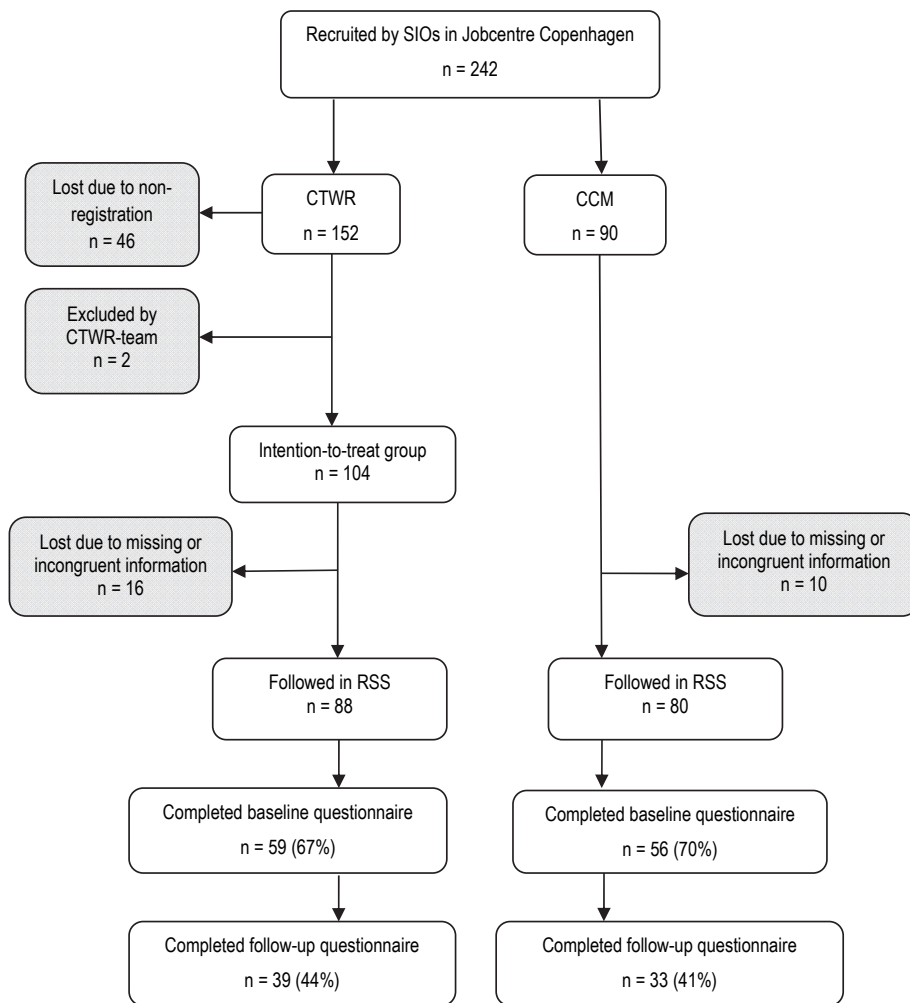 Recruited by SIOs in Jobcentre Copenhagen
n = 242
Lost due to non-
registration
n = 46
CTWR
n = 152
CCM
n = 90
Excluded by
CTWR-team
n = 2
Intention-to-treat group
n = 104
Lost due to missing or
incongruent information
n = 16
Lost due to missing or
incongruent information
n = 10
Followed in RSS
n = 88
Followed in RSS
n = 80
Completed baseline questionnaire
n = 59 (67%)
Completed baseline questionnaire
n = 56 (70%)
Completed follow-up questionnaire
n = 39 (44%)
Completed follow-up questionnaire
n = 33 (41%)